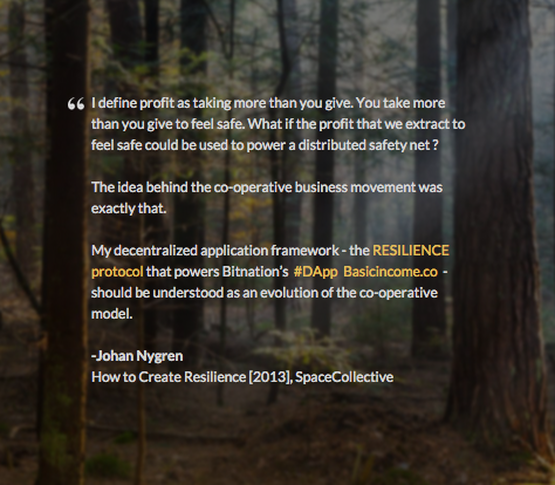 “ I define profit as taking more than you give. You take more
than you give to feel safe. What if the profit that we extract to
feel safe could be used to power a distributed safety net ?
The idea behind the co-operative business movement was
exactly that.
My decentralized application framework - the RESILIENCE
protocol that powers Bitnation's #DApp Basicincome.co -
should be understood as an evolution of the co-operative
model.
-Johan Nygren
How to Create Resilience [2013], SpaceCollective